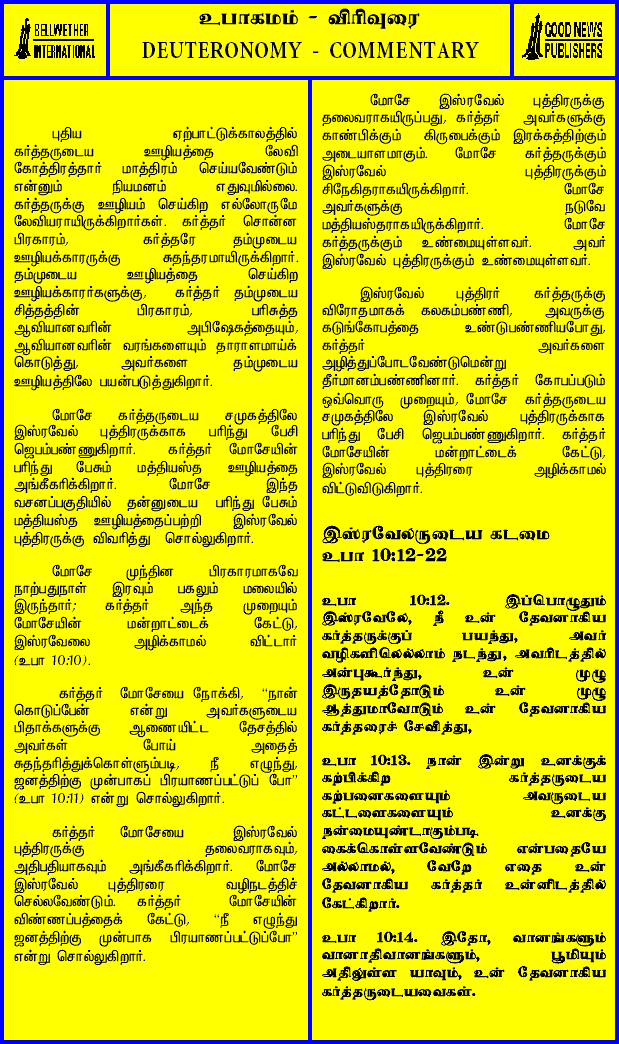 BELLWETHER
INTERNATIONAL
உபாகமம் - விரிவுரை
DEUTERONOMY - COMMENTARY
GOOD NEWS
PUBLISHERS
புதிய ஏற்பாட்டுக்காலத்தில்
கர்த்தருடைய ஊழியத்தை லேவி
கோத்திரத்தார் மாத்திரம் செய்யவேண்டும்
என்னும் நியமனம் எதுவுமில்லை.
கர்த்தருக்கு ஊழியம் செய்கிற எல்லோருமே
லேவியராயிருக்கிறார்கள். கர்த்தர் சொன்ன
பிரகாரம், கர்த்தரே தம்முடைய
ஊழியக்காரருக்கு சுதந்தரமாயிருக்கிறார்.
தம்முடைய ஊழியத்தை செய்கிற
ஊழியக்காரர்களுக்கு, கர்த்தர் தம்முடைய
சித்தத்தின் பிரகாரம், பரிசுத்த
ஆவியானவரின் அபிஷேகத்தையும்,
ஆவியானவரின் வரங்களையும் தாராளமாய்க்
கொடுத்து, அவர்களை தம்முடைய
ஊழியத்திலே பயன்படுத்துகிறார்.
மோசே கர்த்தருடைய சமுகத்திலே
இஸ்ரவேல் புத்திரருக்காக பரிந்து பேசி
ஜெபம்பண்ணுகிறார். கர்த்தர் மோசேயின்
பரிந்து பேசும் மத்தியஸ்த ஊழியத்தை
அங்கீகரிக்கிறார். மோசே இந்த
வசனப்பகுதியில் தன்னுடைய பரிந்து பேசும்
மத்தியஸ்த ஊழியத்தைப்பற்றி இஸ்ரவேல்
புத்திரருக்கு விவரித்து சொல்லுகிறார்.
மோசே முந்தின பிரகாரமாகவே
நாற்பதுநாள் இரவும் பகலும் மலையில்
இருந்தார்; கர்த்தர் அந்த முறையும்
மோசேயின் மன்றாட்டைக் கேட்டு,
இஸ்ரவேலை அழிக்காமல் விட்டார்
(உபா 10:10).
கர்த்தர் மோசேயை நோக்கி, “நான்
கொடுப்பேன் என்று அவர்களுடைய
பிதாக்களுக்கு ஆணையிட்ட தேசத்தில்
அவர்கள் போய் அதைத்
சுதந்தரித்துக்கொள்ளும்படி, நீ எழுந்து,
ஜனத்திற்கு முன்பாகப் பிரயாணப்பட்டுப் போ”
(உபா 10:11) என்று சொல்லுகிறார்.
கர்த்தர் மோசேயை இஸ்ரவேல்
புத்திரருக்கு தலைவராகவும்,
அதிபதியாகவும் அங்கீகரிக்கிறார். மோசே
இஸ்ரவேல் புத்திரரை வழிநடத்திச்
செல்லவேண்டும். கர்த்தர் மோசேயின்
விண்ணப்பத்தைக் கேட்டு, “நீ எழுந்து
ஜனத்திற்கு முன்பாக பிரயாணப்பட்டுப்போ”
என்று சொல்லுகிறார்.
மோசே இஸ்ரவேல் புத்திரருக்கு
தலைவராகயிருப்பது, கர்த்தர் அவர்களுக்கு
காண்பிக்கும் கிருபைக்கும் இரக்கத்திற்கும்
அடையாளமாகும். மோசே கர்த்தருக்கும்
இஸ்ரவேல் புத்திரருக்கும்
சிநேகிதராகயிருக்கிறார். மோசே
அவர்களுக்கு நடுவே
மத்தியஸ்தராகயிருக்கிறார். மோசே
கர்த்தருக்கும் உண்மையுள்ளவர். அவர்
இஸ்ரவேல் புத்திரருக்கும் உண்மையுள்ளவர்.
இஸ்ரவேல் புத்திரர் கர்த்தருக்கு
விரோதமாகக் கலகம்பண்ணி, அவருக்கு
கடுங்கோபத்தை உண்டுபண்ணியபோது,
கர்த்தர் அவர்களை
அழித்துப்போடவேண்டுமென்று
தீர்மானம்பண்ணினார். கர்த்தர் கோபப்படும்
ஒவ்வொரு முறையும், மோசே கர்த்தருடைய
சமுகத்திலே இஸ்ரவேல் புத்திரருக்காக
பரிந்து பேசி ஜெபம்பண்ணுகிறார். கர்த்தர்
மோசேயின் மன்றாட்டைக் கேட்டு,
இஸ்ரவேல் புத்திரரை அழிக்காமல்
விட்டுவிடுகிறார்.
இஸ்ரவேலருடைய கடமை
உபா 10:12-22
உபா 10:12. இப்பொழுதும்
இஸ்ரவேலே, நீ உன் தேவனாகிய
கர்த்தருக்குப் பயந்து, அவர்
வழிகளிலெல்லாம் நடந்து, அவரிடத்தில்
அன்புகூர்ந்து, உன் முழு
இருதயத்தோடும் உன் முழு
ஆத்துமாவோடும் உன் தேவனாகிய
கர்த்தரைச் சேவித்து,
உபா 10:13. நான் இன்று உனக்குக்
கற்பிக்கிற கர்த்தருடைய
கற்பனைகளையும் அவருடைய
கட்டளைகளையும் உனக்கு
நன்மையுண்டாகும்படி
கைக்கொள்ளவேண்டும் என்பதையே
அல்லாமல், வேறே எதை உன்
தேவனாகிய கர்த்தர் உன்னிடத்தில்
கேட்கிறார்.
உபா 10:14. இதோ, வானங்களும்
வானாதிவானங்களும், பூமியும்
அதிலுள்ள யாவும், உன் தேவனாகிய
கர்த்தருடையவைகள்.